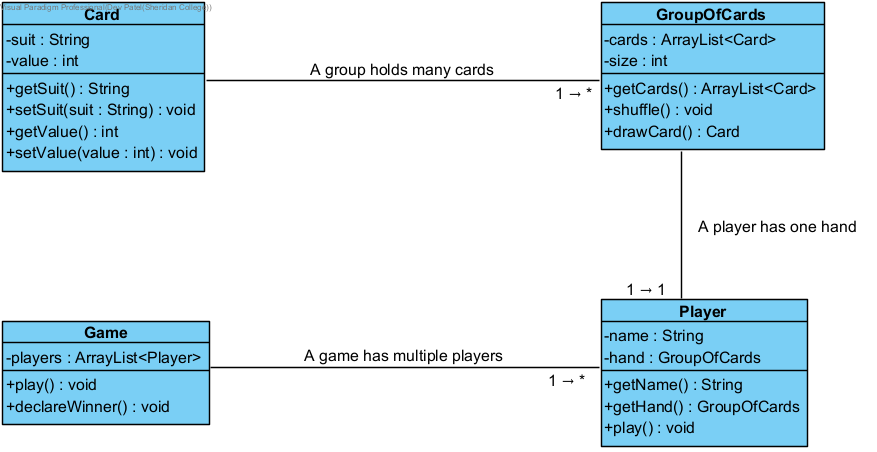 Visual Paradigm Professional(Dev Patel(Sheridan College))
Card
-suit : String
-value : int
+getSuit() : String
+setSuit(suit : String) : void
+getValue() : int
+setValue(value : int) : void
A group holds many cards
1 → *
GroupOfCards
-cards : ArrayList<Card>
-size : int
+getCards() : ArrayList<Card>
+shuffle() : void
+drawCard() : Card
A player has one hand
1 → 1
Game
-players : ArrayList<Player>
+play() : void
+declareWinner() : void
A game has multiple players
1 → *
Player
-name : String
-hand : GroupOfCards
+getName() : String
+getHand() : GroupOfCards
+play() : void